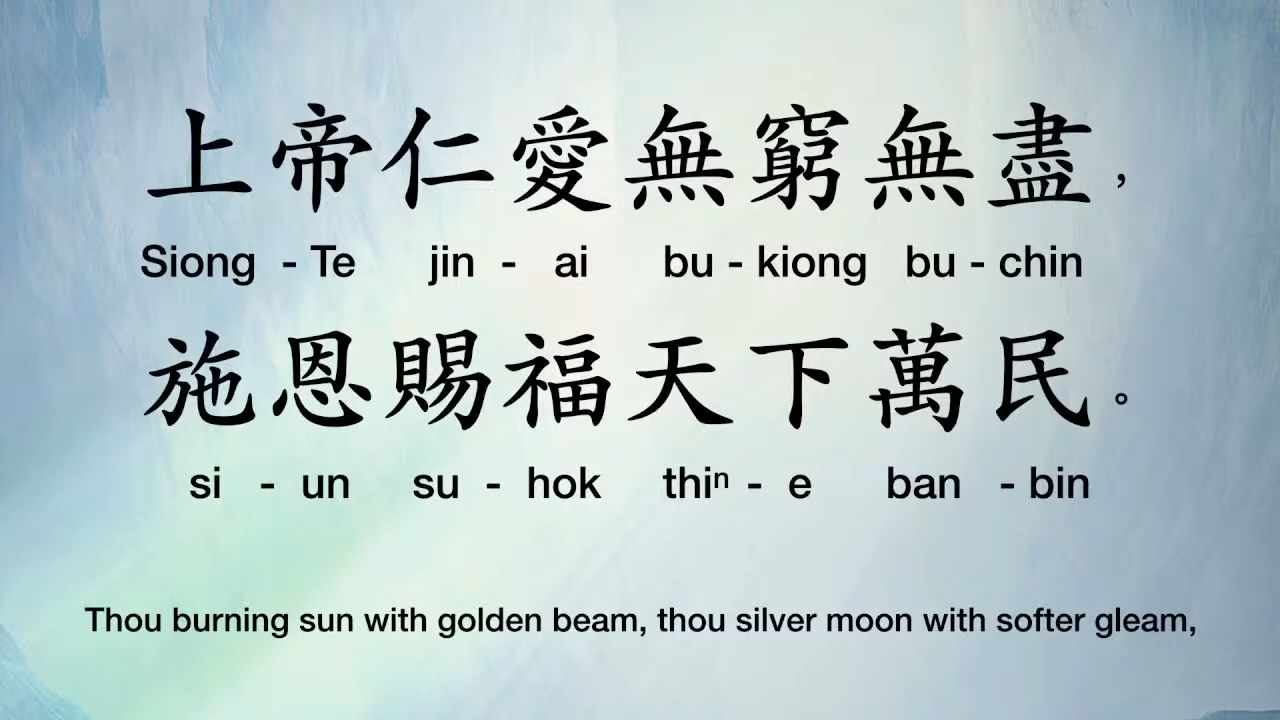 上帝仁愛無窮無盡，
Siong - Te jin - ai bu - kiong bu - chin
施恩賜福天下萬民。
si - un su - hok thiⁿ - e ban - bin
Thou burning sun with golden beam, thou silver moon with softer gleam,